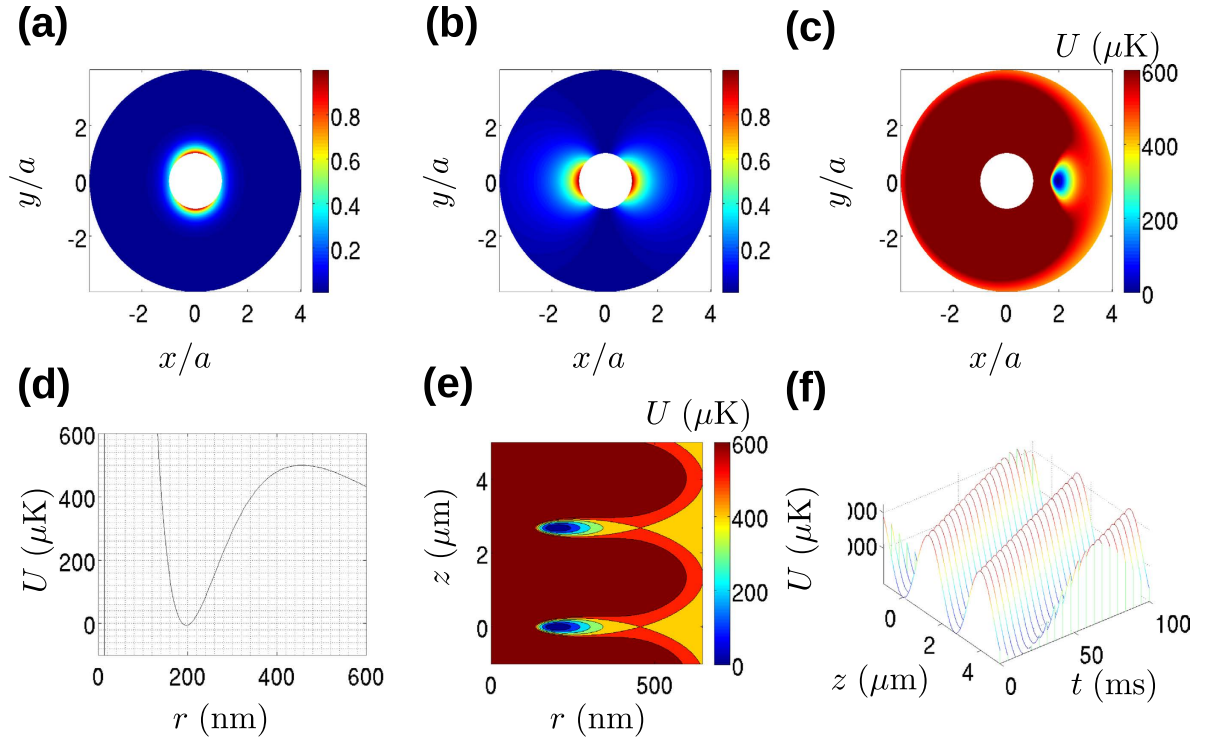 (a)
(b)
(c)
U (μK)
2
0
-2
y/a
-2 0 2 4
x/a
0.8
0.6
0.4
0.2
2
0
-2
y/a
-2 0 2 4
x/a
0.8
0.6
0.4
0.2
2
0
-2
y/a
-2 0 2 4
x/a
600
400
200
0
(d)
(e)
U (μK)
(f)
600
400
200
0
U (μK)
0 200 400 600
r (nm)
4
2
0
z (μm)
0 500
r (nm)
600
400
200
0
U (μK)
0
2
4
z (μm)
0
50
100
t (ms)